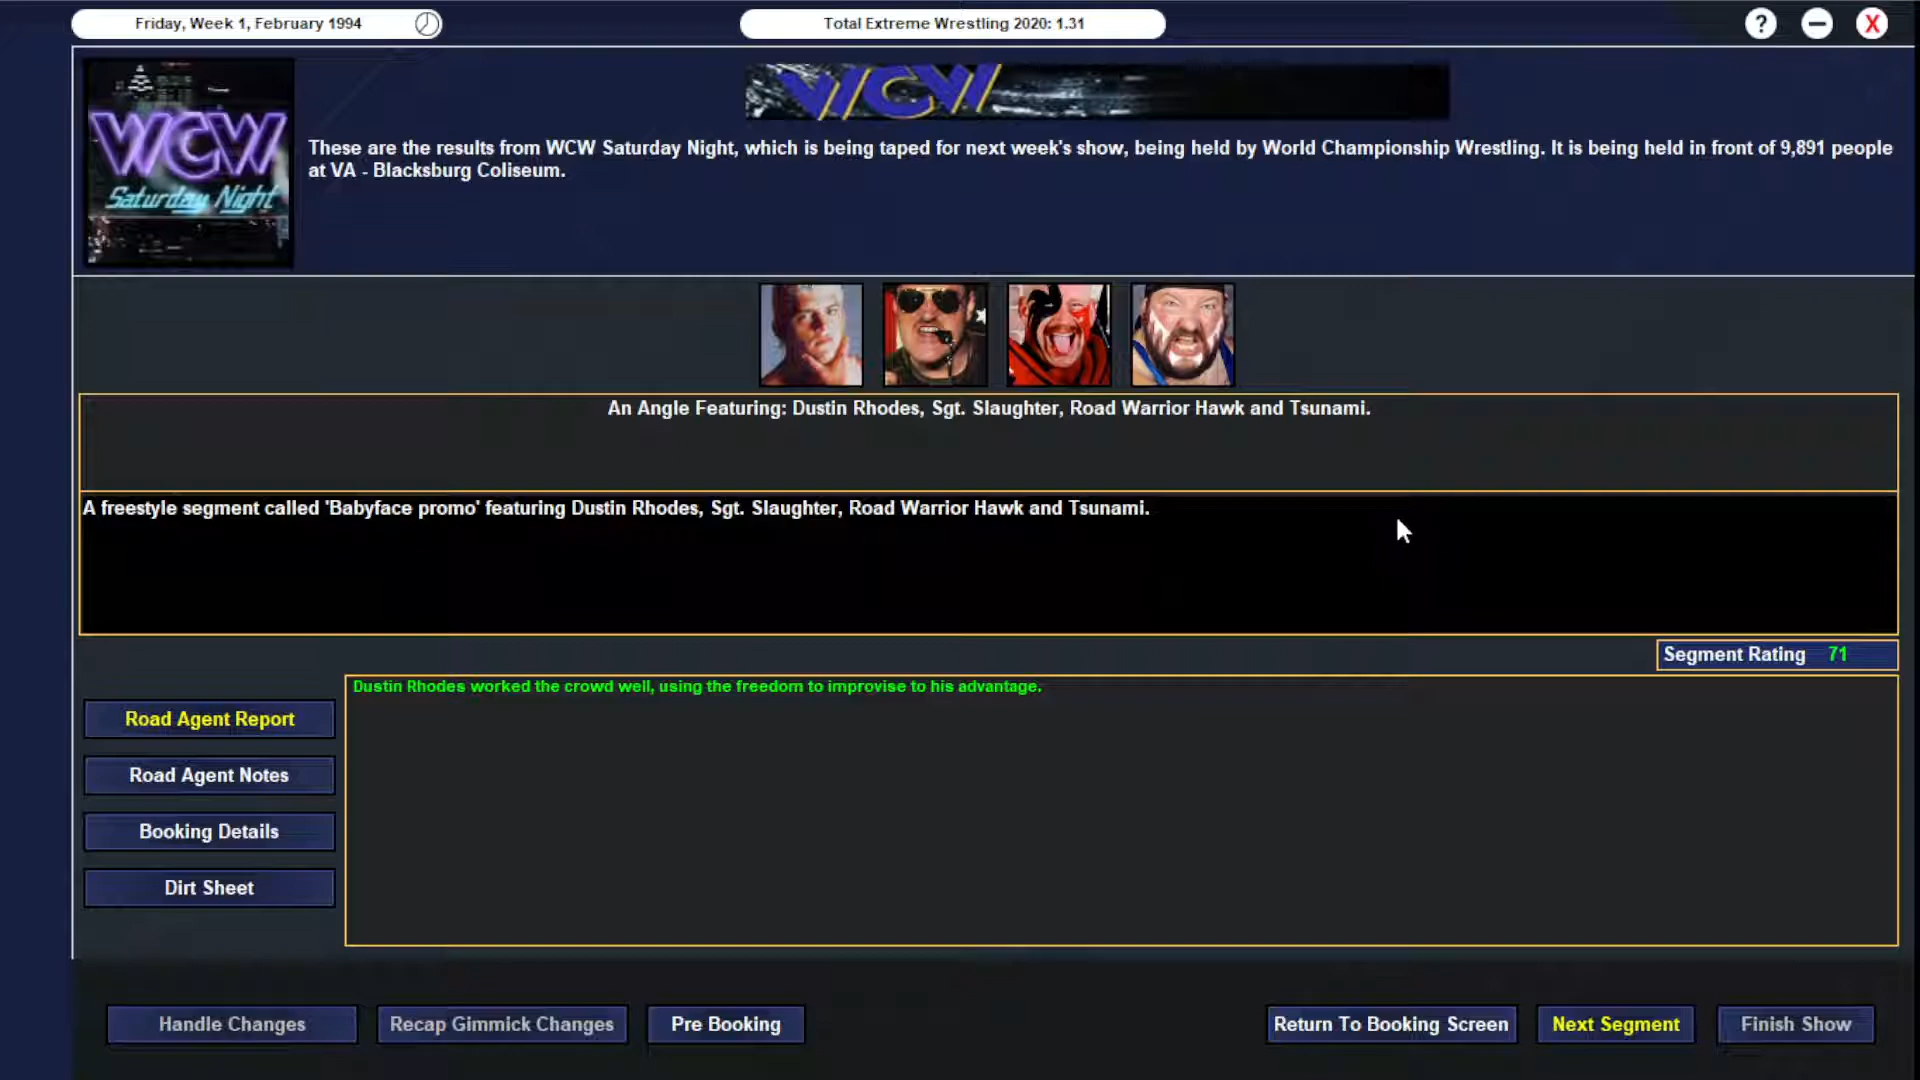 Friday, Week 1, February 1994
Total Extreme Wrestling 2020: 1.31
?
X
WCW
WCW
Saturday Night
These are the results from WCW Saturday Night, which is being taped for next week's show, being held by World Championship Wrestling. It is being held in front of 9,891 people
at VA - Blacksburg Coliseum.
An Angle Featuring: Dustin Rhodes, Sgt. Slaughter, Road Warrior Hawk and Tsunami.
A freestyle segment called 'Babyface promo' featuring Dustin Rhodes, Sgt. Slaughter, Road Warrior Hawk and Tsunami.
Segment Rating 71
Dustin Rhodes worked the crowd well, using the freedom to improvise to his advantage.
Road Agent Report
Road Agent Notes
Booking Details
Dirt Sheet
Handle Changes
Recap Gimmick Changes
Pre Booking
Return To Booking Screen
Next Segment
Finish Show